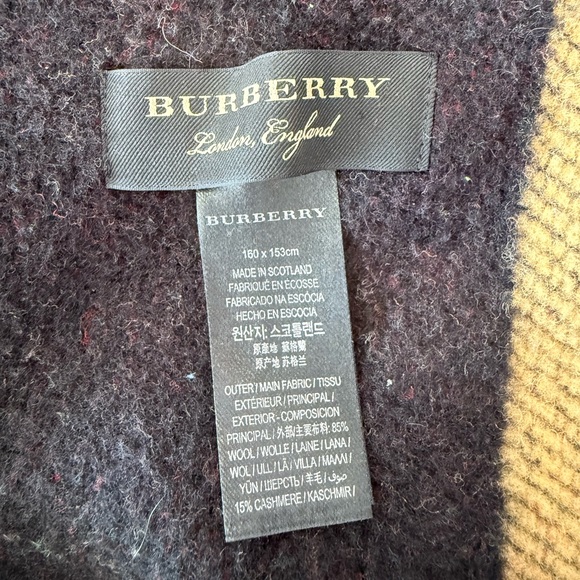 BURBERRY
London, England
BURBERRY
160 x 153cm
MADE IN SCOTLAND
FABRIQUÉ EN ÉCOSSE
FABRICADO NA ESCÓCIA
HECHO EN ESCOCIA
원산지: 스코틀랜드
原產地 蘇格蘭
原产地 苏格兰
OUTER / MAIN FABRIC / TISSU
EXTÉRIEUR / PRINCIPAL /
EXTERIOR - COMPOSIÇÃO
PRINCIPAL / 外部/主要布料: 85%
WOOL / WOLLE / LAINE / LANA /
WOL / ULL / LÃ / VILLA / ΜΑΛΛΙ /
YÜN / ШЕРСТЬ / 羊毛 / صوف /
15% CASHMERE / KASCHMIR /